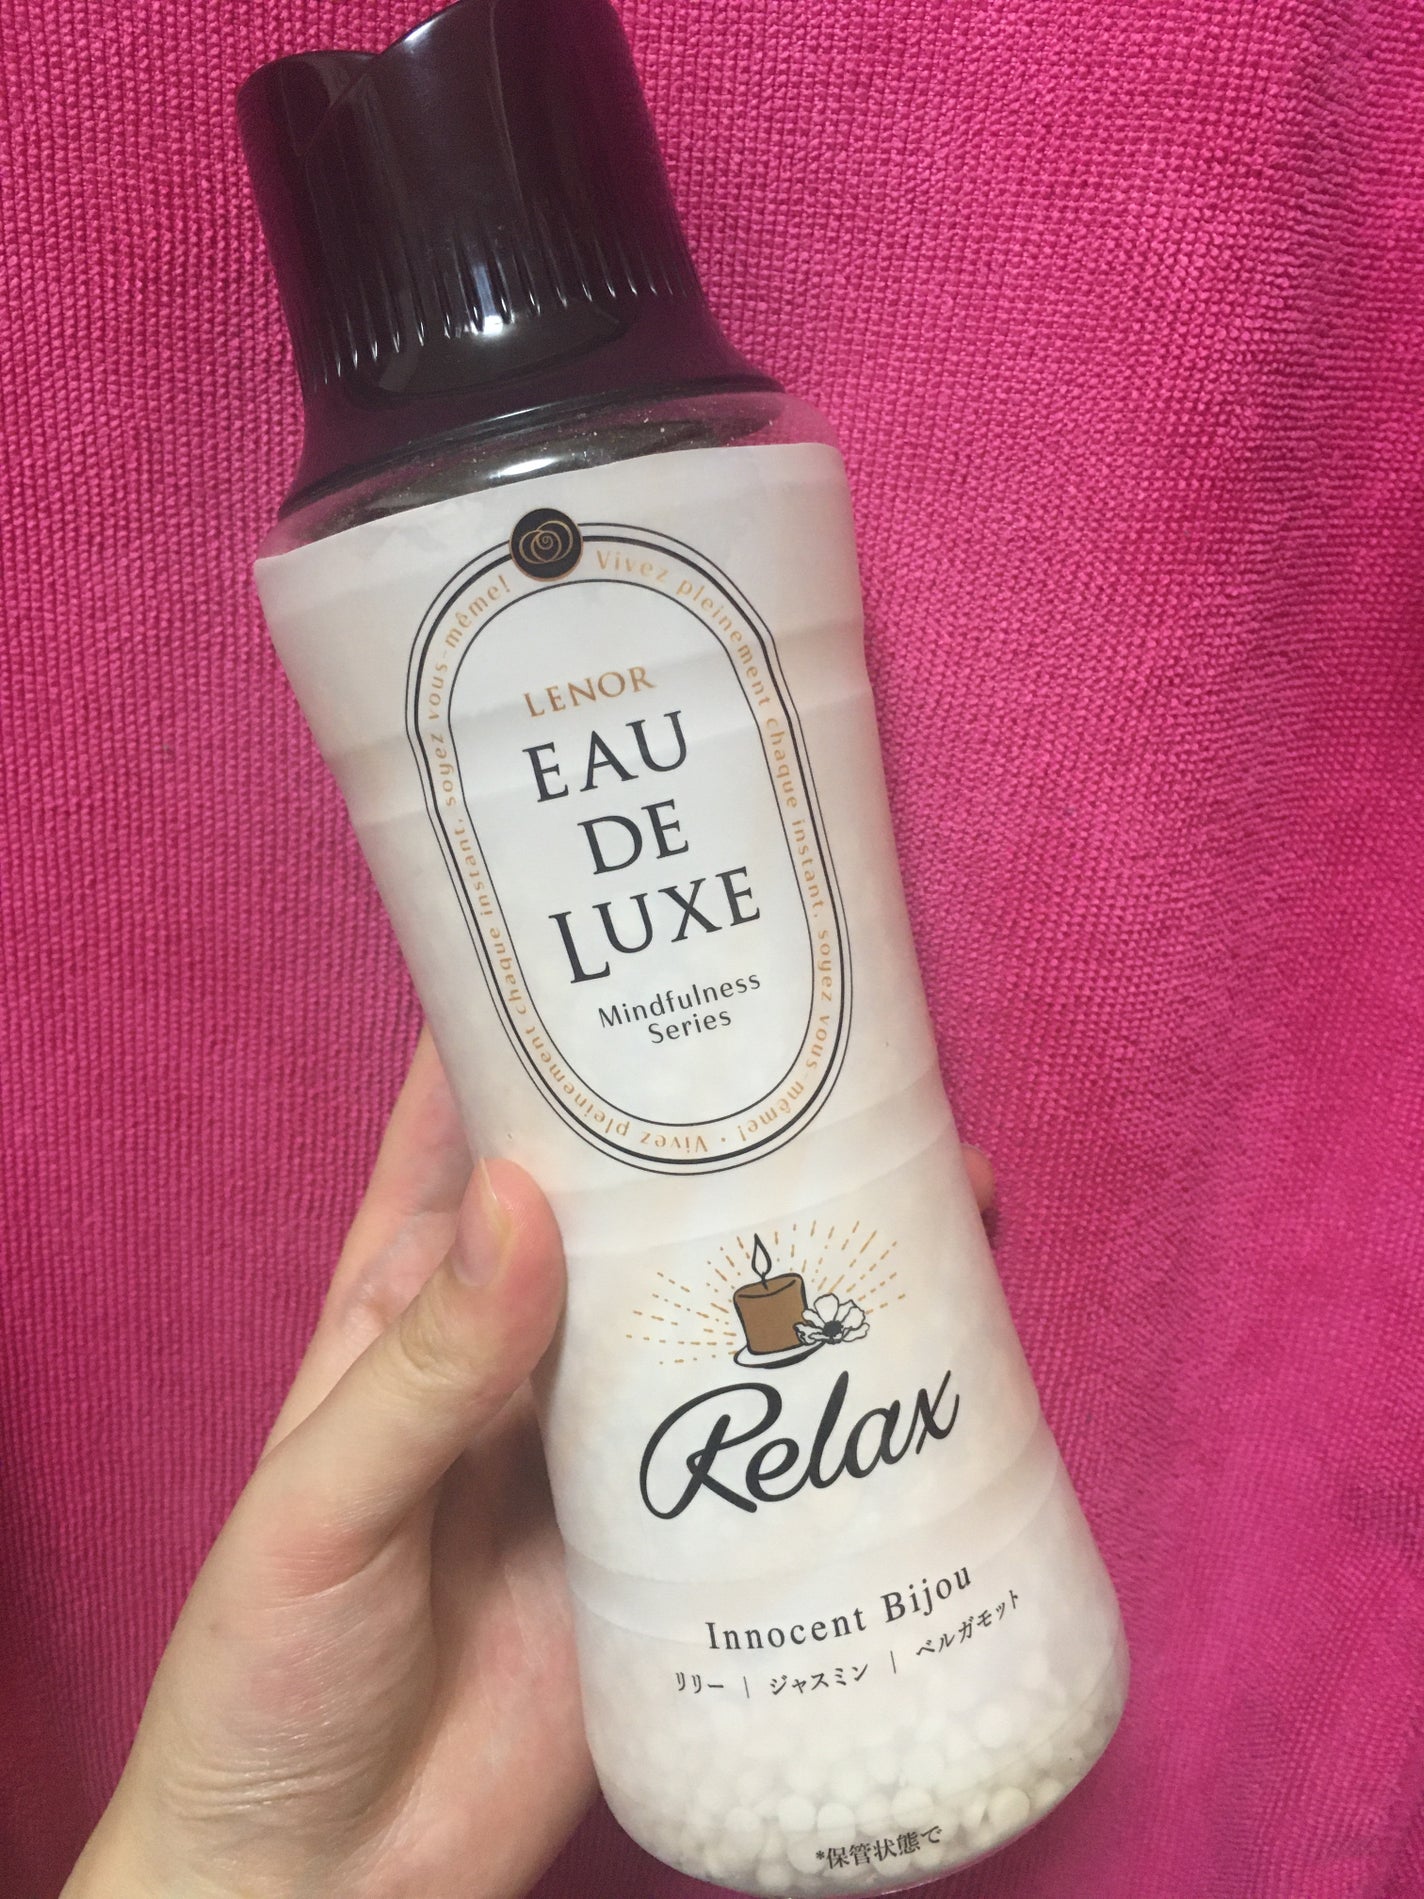 Vivez pleinement chaque instant, soyez vous-même! • Vivez pleinement chaque instant, soyez vous-même!
LENOR
EAU
DE
LUXE
Mindfulness
Series
Relax
Innocent Bijou
リリー | ジャスミン | ベルガモット
*保管状態で